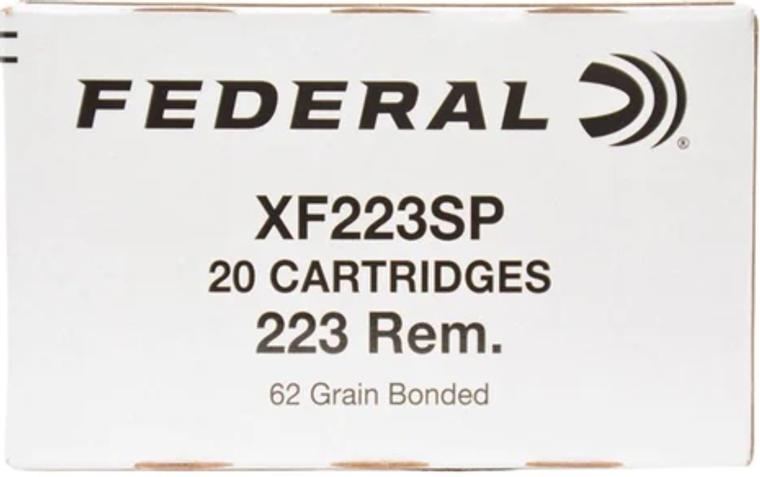 FEDERAL ®
XF223SP
20 CARTRIDGES
223 Rem.
62 Grain Bonded